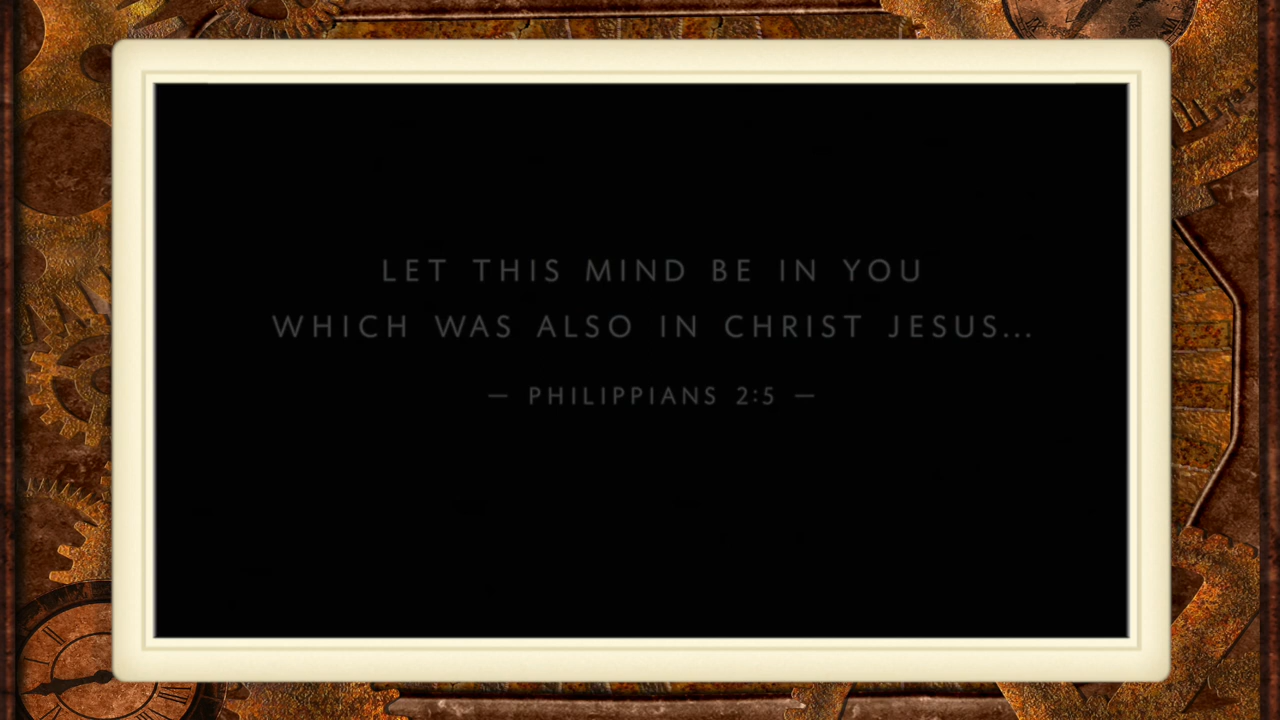 LET THIS MIND BE IN YOU
WHICH WAS ALSO IN CHRIST JESUS...
— PHILIPPIANS 2:5 —